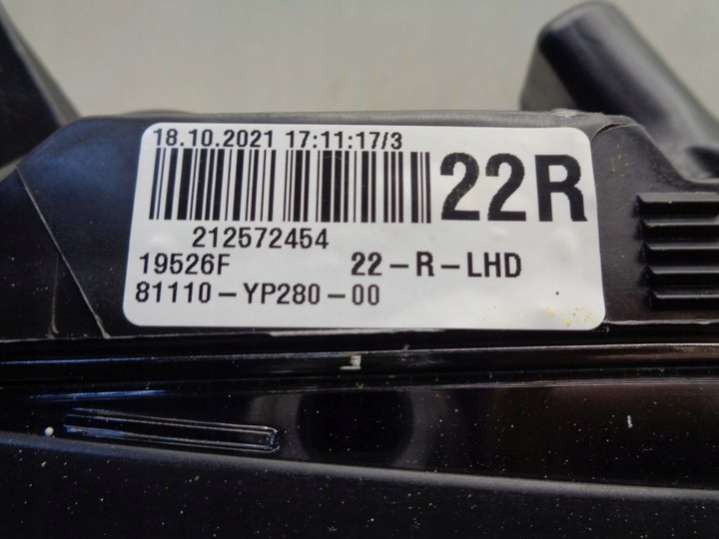 18.10.2021 17:11:17/3
22R
212572454
19526F 22-R-LHD
81110-YP280-00